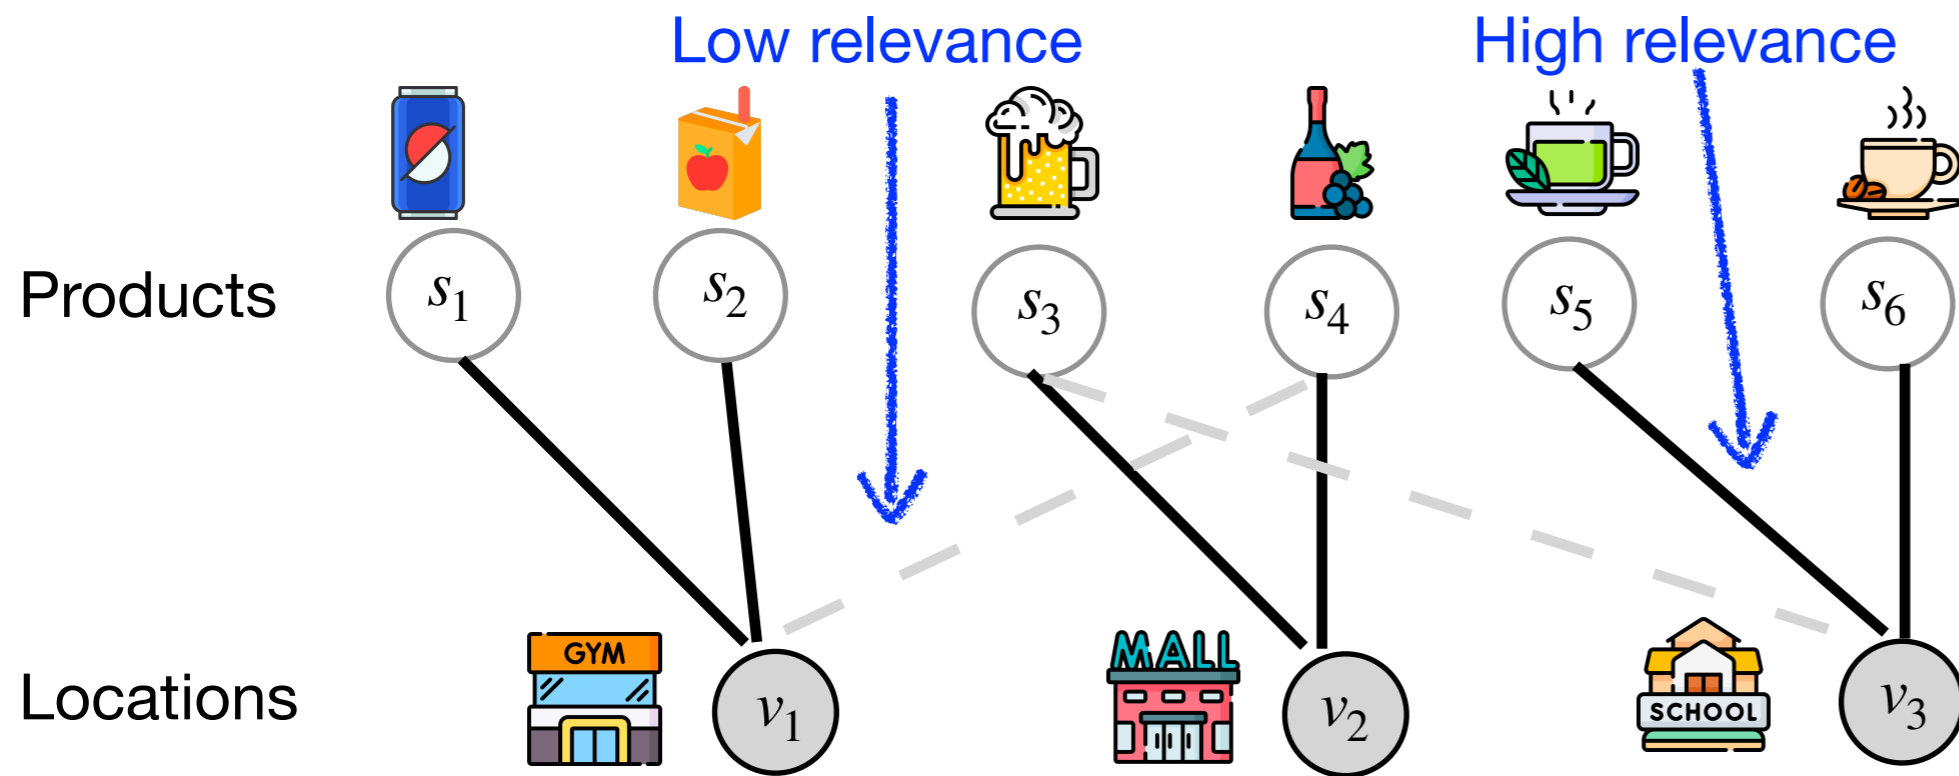 Low relevance
High relevance
Products
s1
s2
s3
s4
s5
s6
Locations
GYM
v1
MALL
v2
SCHOOL
v3